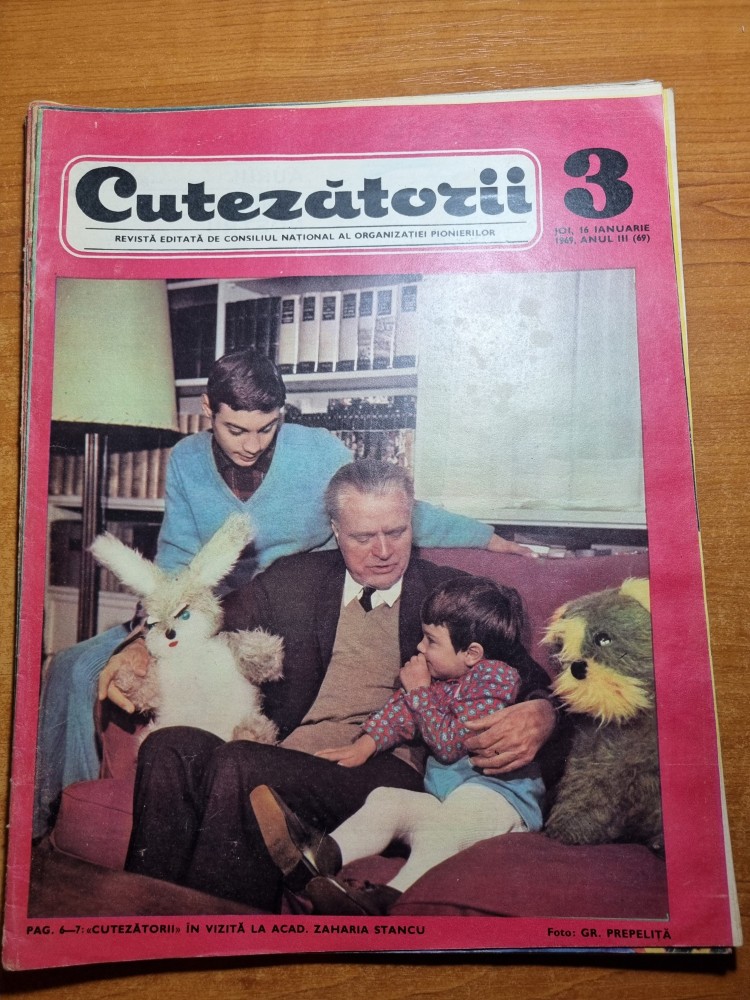 Cutezătorii
REVISTĂ EDITATĂ DE CONSILIUL NAȚIONAL AL ORGANIZAȚIEI PIONIERILOR
3
JOI, 16 IANUARIE
1969, ANUL III (69)
PAG. 6—7: «CUTEZĂTORII» ÎN VIZITĂ LA ACAD. ZAHARIA STANCU
Foto: GR. PREPELIȚĂ